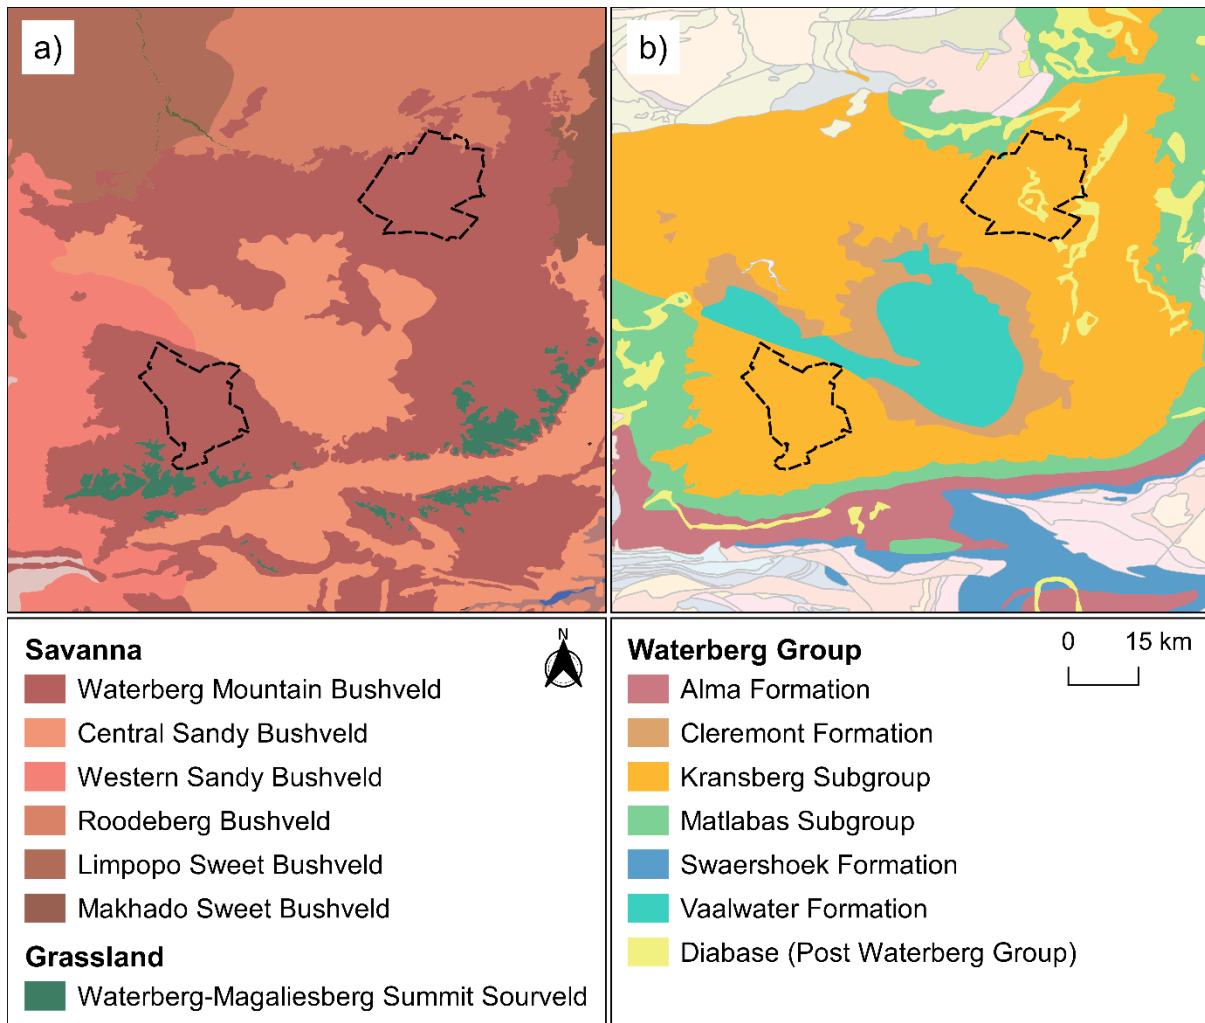 a)
b)
Savanna
Waterberg Mountain Bushveld
Central Sandy Bushveld
Western Sandy Bushveld
Roodeberg Bushveld
Limpopo Sweet Bushveld
Makhado Sweet Bushveld
Grassland
Waterberg-Magaliesberg Summit Sourveld
N
Waterberg Group
Alma Formation
Cleremont Formation
Kransberg Subgroup
Matlabas Subgroup
Swaershoek Formation
Vaalwater Formation
Diabase (Post Waterberg Group)
0 15 km